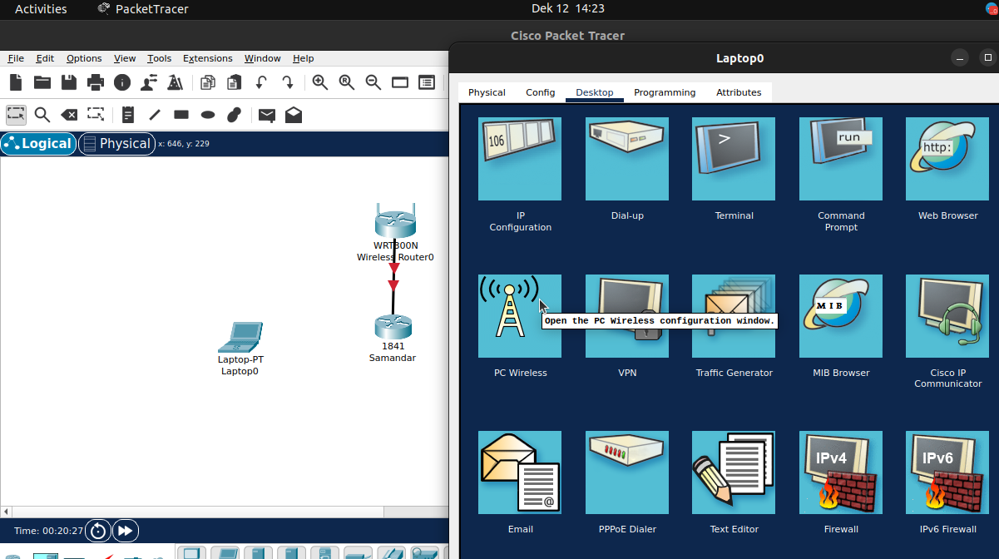 Activities PacketTracer Dek 12 14:23
Cisco Packet Tracer
File Edit Options View Tools Extensions Window Help
Laptop0
Physical Config Desktop Programming Attributes
Logical Physical x: 646, y: 229
106
>
run
http:
IP
Configuration
Dial-up
Terminal
Command
Prompt
Web Browser
WRT300N
Wireless Router0
1841
Samandar
Laptop-PT
Laptop0
MIB
Open the PC Wireless configuration window.
PC Wireless
VPN
Traffic Generator
MIB Browser
Cisco IP
Communicator
@
IPv4
IPv6
Email
PPPoE Dialer
Text Editor
Firewall
IPv6 Firewall
Time: 00:20:27